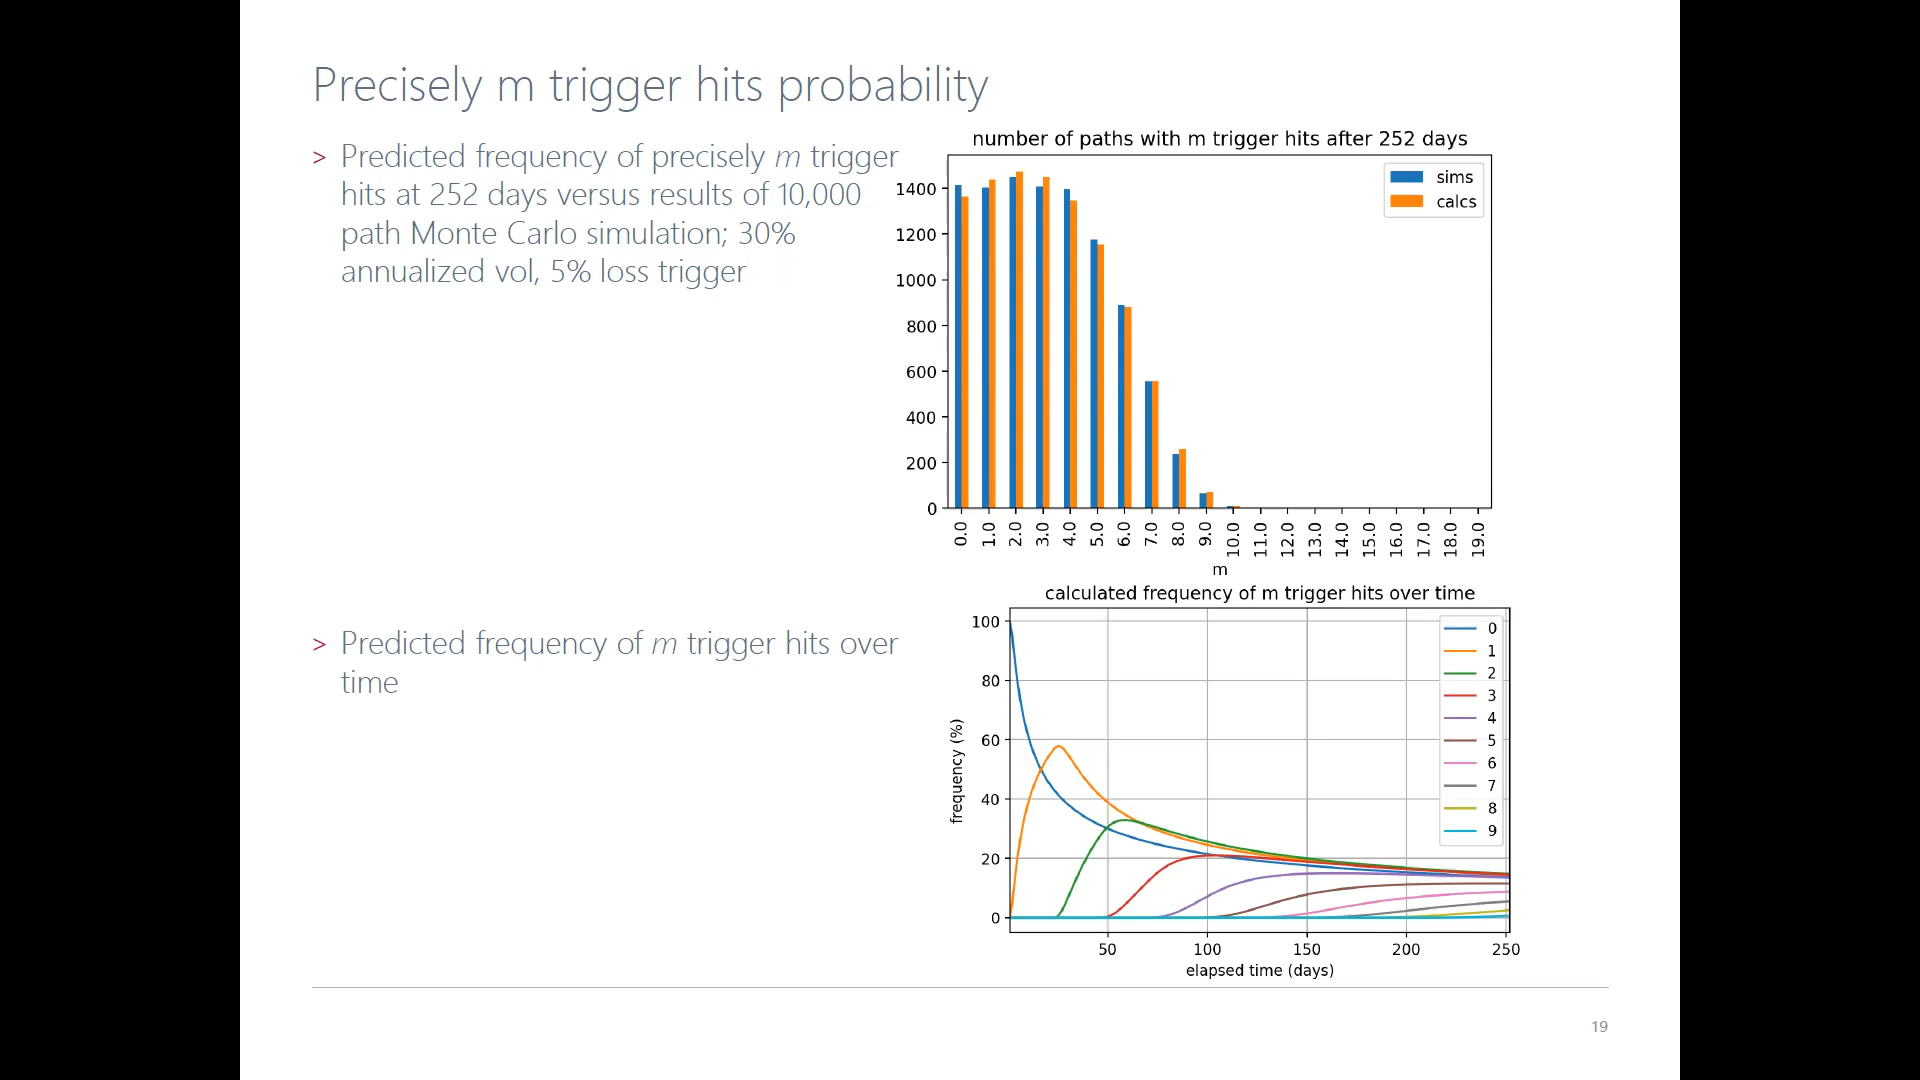 Precisely m trigger hits probability
> Predicted frequency of precisely m trigger
hits at 252 days versus results of 10,000
path Monte Carlo simulation; 30%
annualized vol, 5% loss trigger
number of paths with m trigger hits after 252 days
sims
calcs
1400
1200
1000
800
600
400
200
0
0.0 1.0 2.0 3.0 4.0 5.0 6.0 7.0 8.0 9.0 10.0 11.0 12.0 13.0 14.0 15.0 16.0 17.0 18.0 19.0
m
> Predicted frequency of m trigger hits over
time
calculated frequency of m trigger hits over time
0
1
2
3
4
5
6
7
8
9
100
80
60
40
20
0
frequency (%)
50 100 150 200 250
elapsed time (days)
19